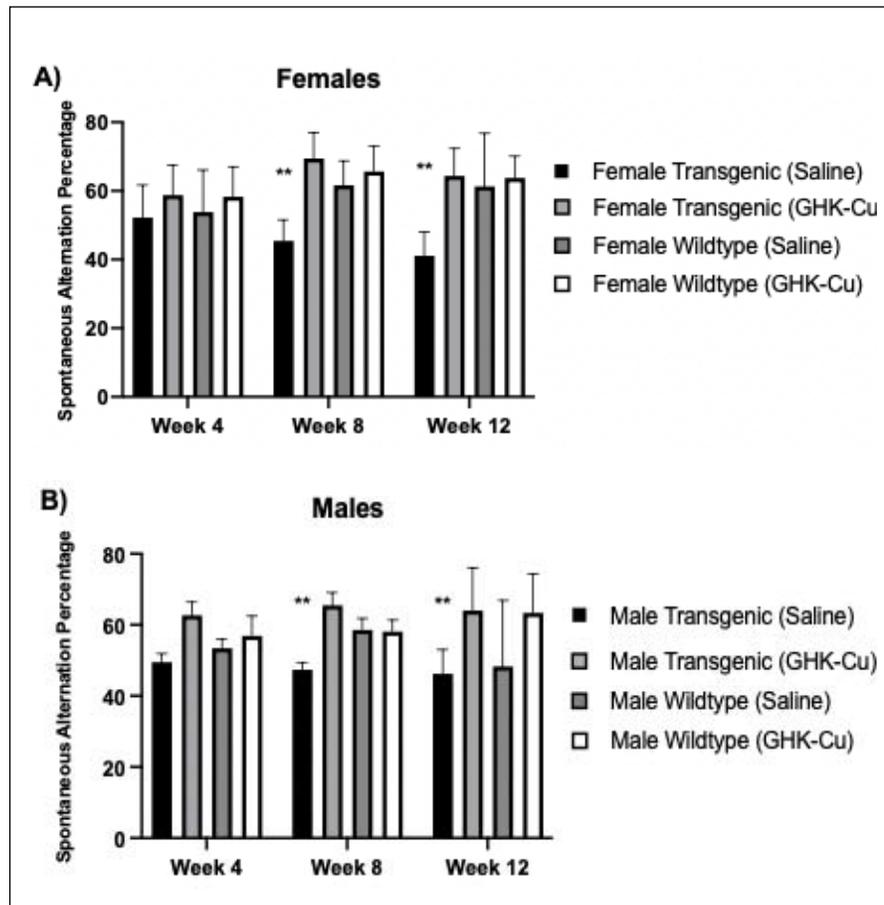 A)
Females
Spontaneous Alternation Percentage
80
60
40
20
0
**
**
Week 4
Week 8
Week 12
Female Transgenic (Saline)
Female Transgenic (GHK-Cu
Female Wildtype (Saline)
Female Wildtype (GHK-Cu)
B)
Males
Spontaneous Alternation Percentage
80
60
40
20
0
**
**
Week 4
Week 8
Week 12
Male Transgenic (Saline)
Male Transgenic (GHK-Cu)
Male Wildtype (Saline)
Male Wildtype (GHK-Cu)